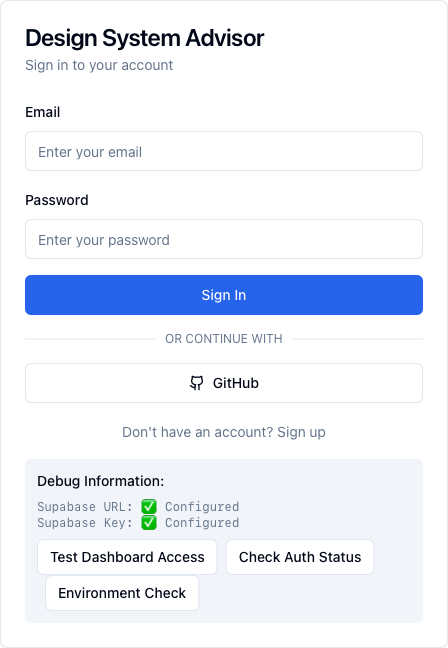 Design System Advisor
Sign in to your account
Email
Enter your email
Password
Enter your password
Sign In
OR CONTINUE WITH
GitHub
Don't have an account? Sign up
Debug Information:
Supabase URL: ✅ Configured
Supabase Key: ✅ Configured
Test Dashboard Access Check Auth Status
Environment Check